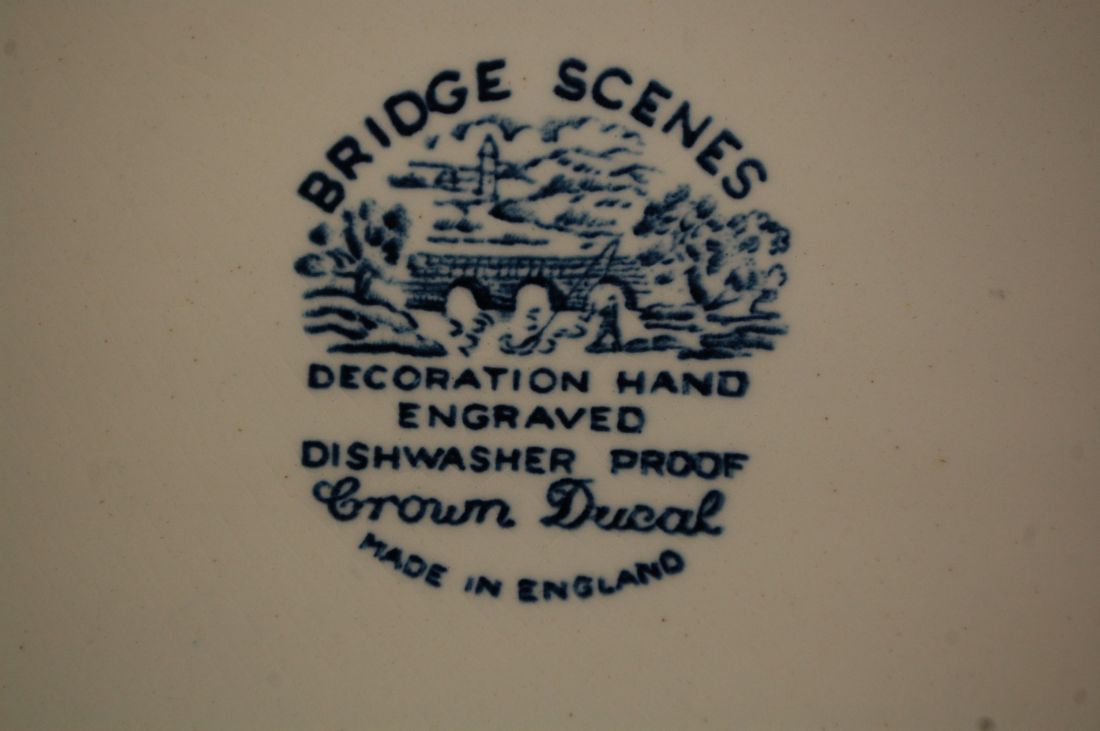 BRIDGE SCENES
DECORATION HAND
ENGRAVED
DISHWASHER PROOF
Crown Ducal
MADE IN ENGLAND